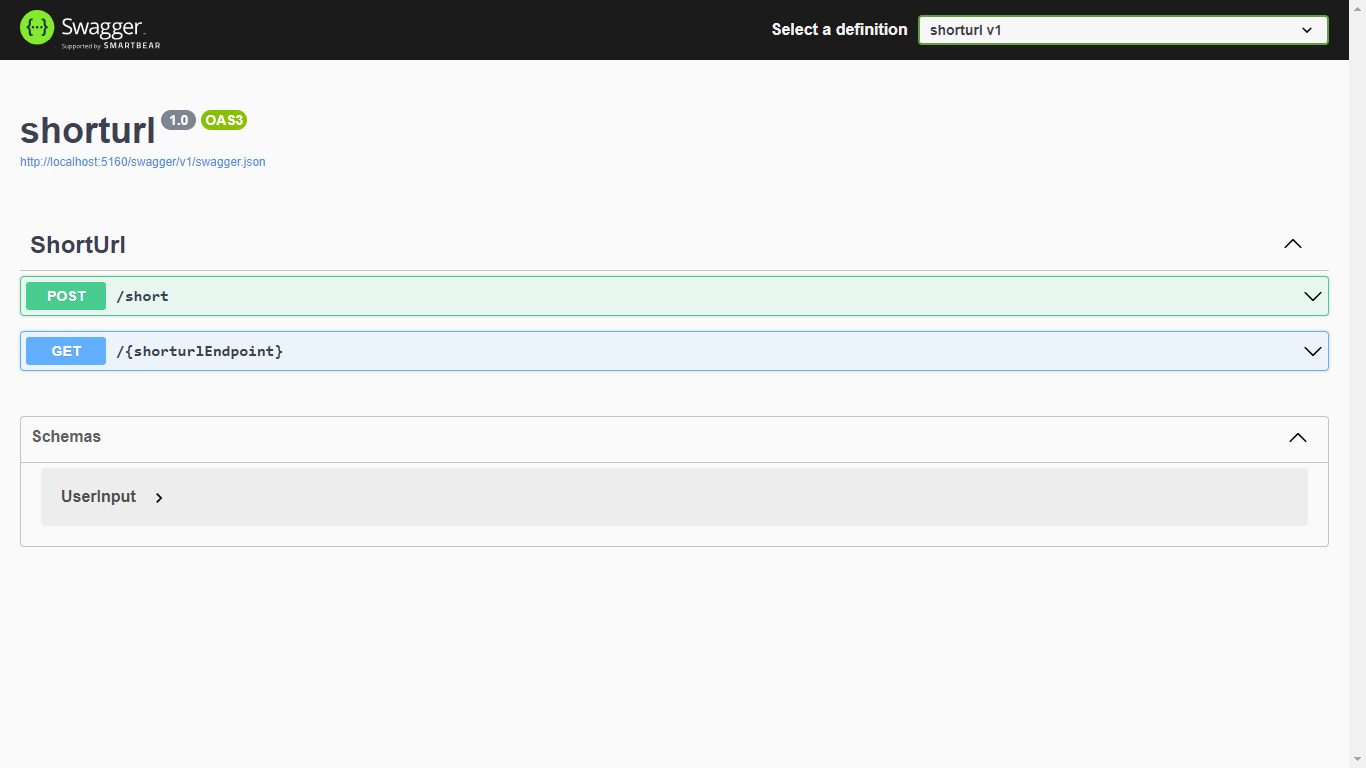 Swagger
Supported by SMARTBEAR
Select a definition
shorturl v1
shorturl 1.0 OAS3
http://localhost:5160/swagger/v1/swagger.json
ShortUrl
POST /short
GET /{shorturlEndpoint}
Schemas
UserInput